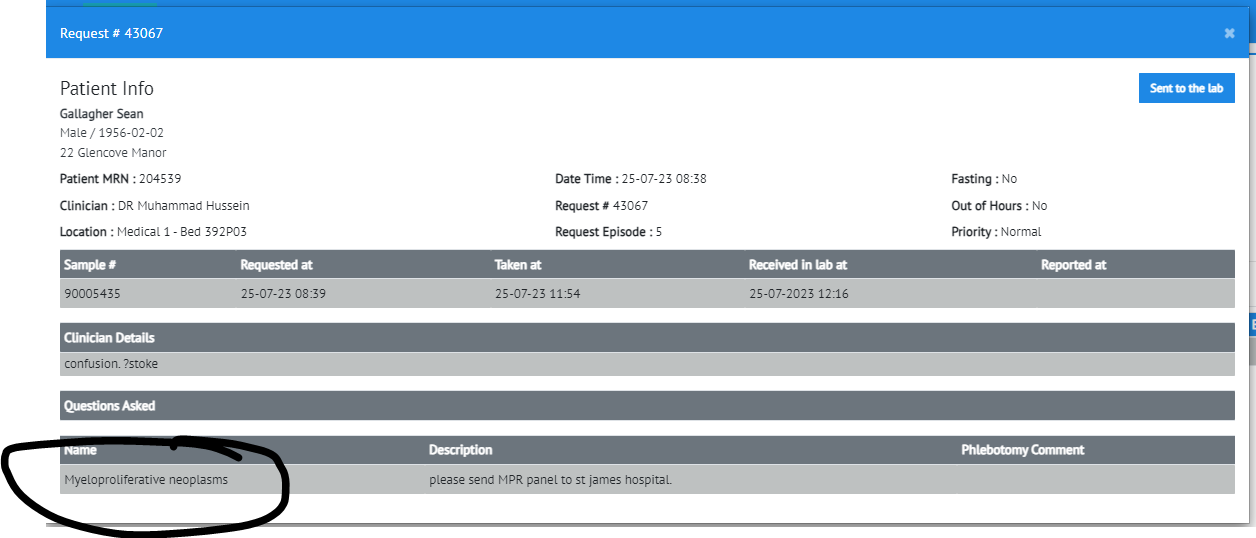 Request # 43067
Patient Info
Sent to the lab
Gallagher Sean
Male / 1956-02-02
22 Glencove Manor
Patient MRN : 204539 Date Time : 25-07-23 08:38 Fasting : No
Clinician : DR Muhammad Hussein Request # 43067 Out of Hours : No
Location : Medical 1 - Bed 392P03 Request Episode : 5 Priority : Normal
Sample # Requested at Taken at Received in lab at Reported at
90005435 25-07-23 08:39 25-07-23 11:54 25-07-2023 12:16
Clinician Details
confusion. ?stoke
Questions Asked
Name Description Phlebotomy Comment
Myeloproliferative neoplasms please send MPR panel to st james hospital.